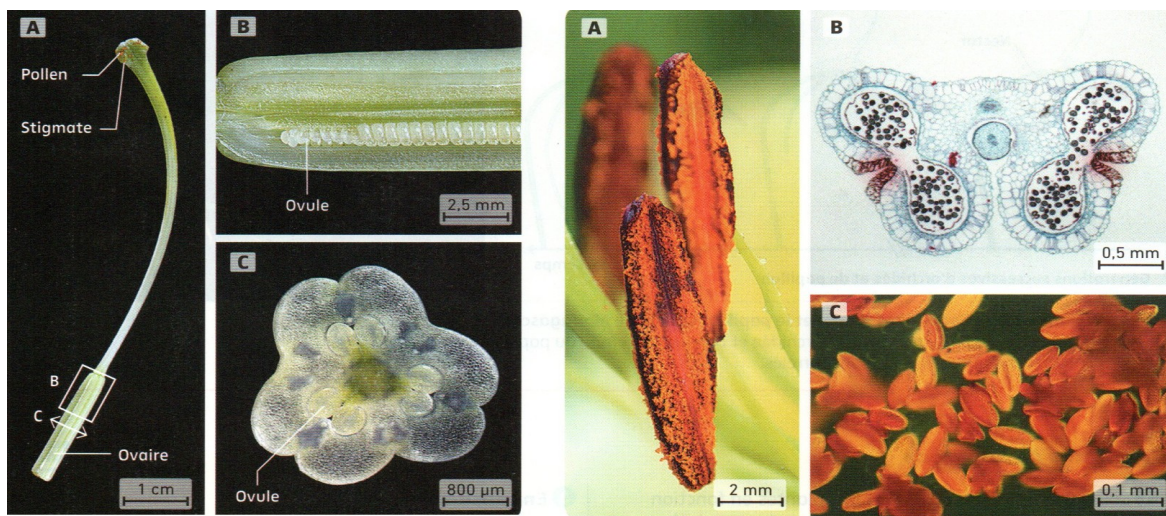 A
Pollen
Stigmate
B
C
Ovaire
1 cm
B
Ovule
2,5 mm
C
Ovule
800 µm
A
2 mm
B
0,5 mm
C
0,1 mm